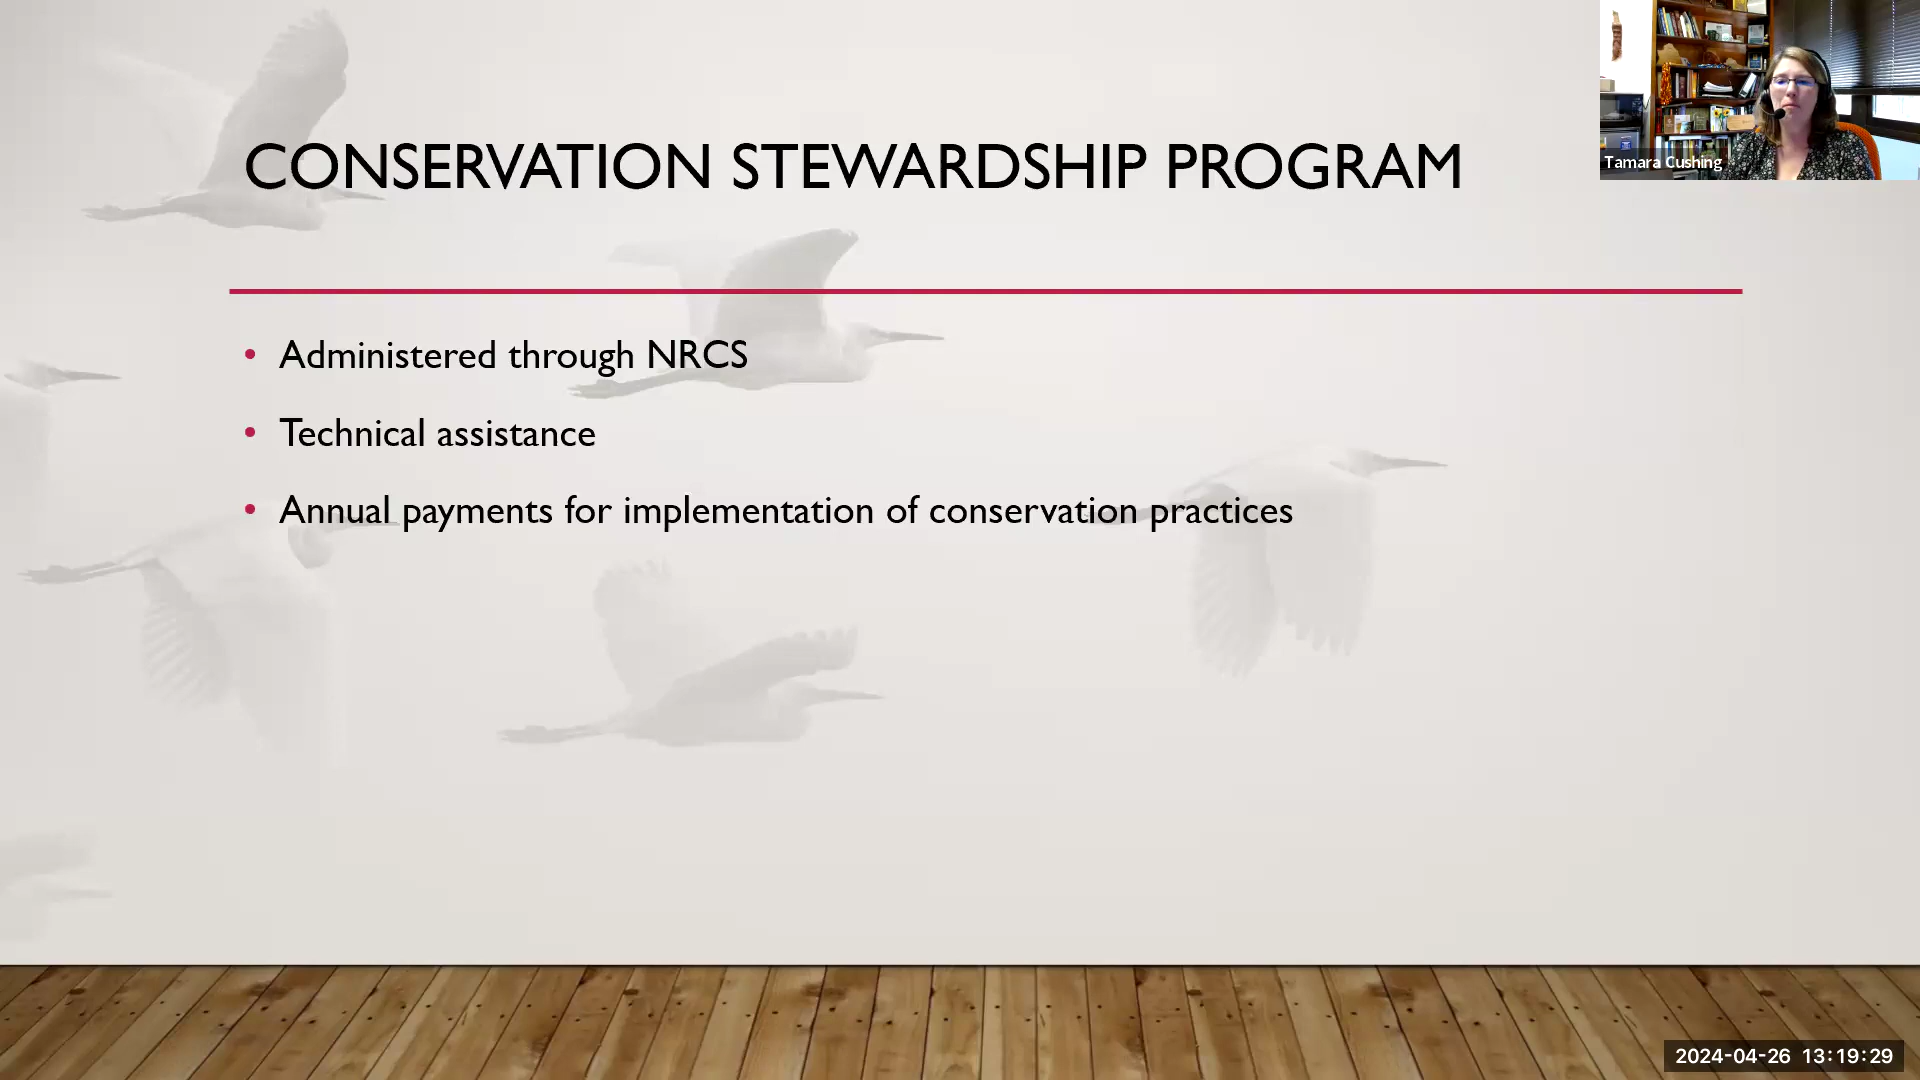 CONSERVATION STEWARDSHIP PROGRAM
Tamara Cushing
• Administered through NRCS
• Technical assistance
• Annual payments for implementation of conservation practices
2024-04-26 13:19:29